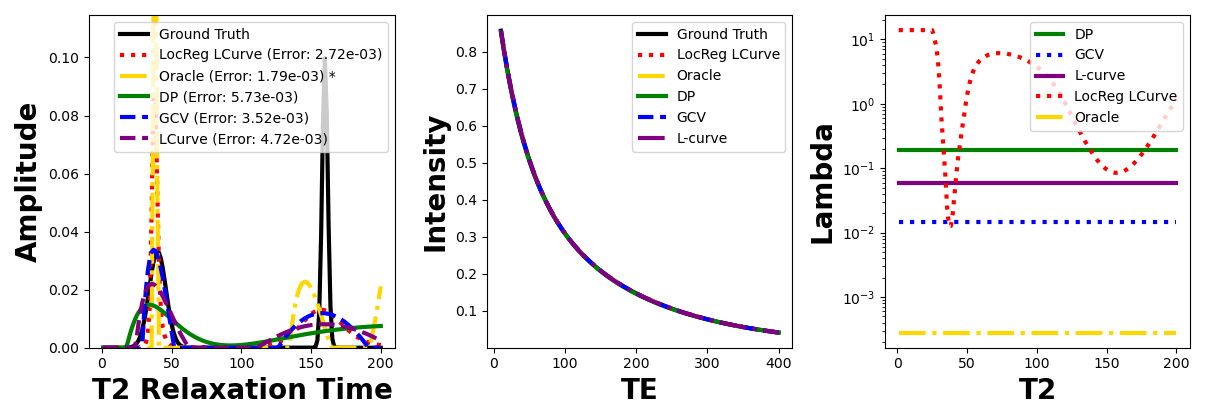 Amplitude
0.10
0.08
0.06
0.04
0.02
0.00
Ground Truth
LocReg LCurve (Error: 2.72e-03)
Oracle (Error: 1.79e-03) *
DP (Error: 5.73e-03)
GCV (Error: 3.52e-03)
LCurve (Error: 4.72e-03)
0 50 100 150 200
T2 Relaxation Time
Intensity
0.8
0.7
0.6
0.5
0.4
0.3
0.2
0.1
Ground Truth
LocReg LCurve
Oracle
DP
GCV
L-curve
0 100 200 300 400
TE
Lambda
10¹
10⁰
10⁻¹
10⁻²
10⁻³
DP
GCV
L-curve
LocReg LCurve
Oracle
0 50 100 150 200
T2